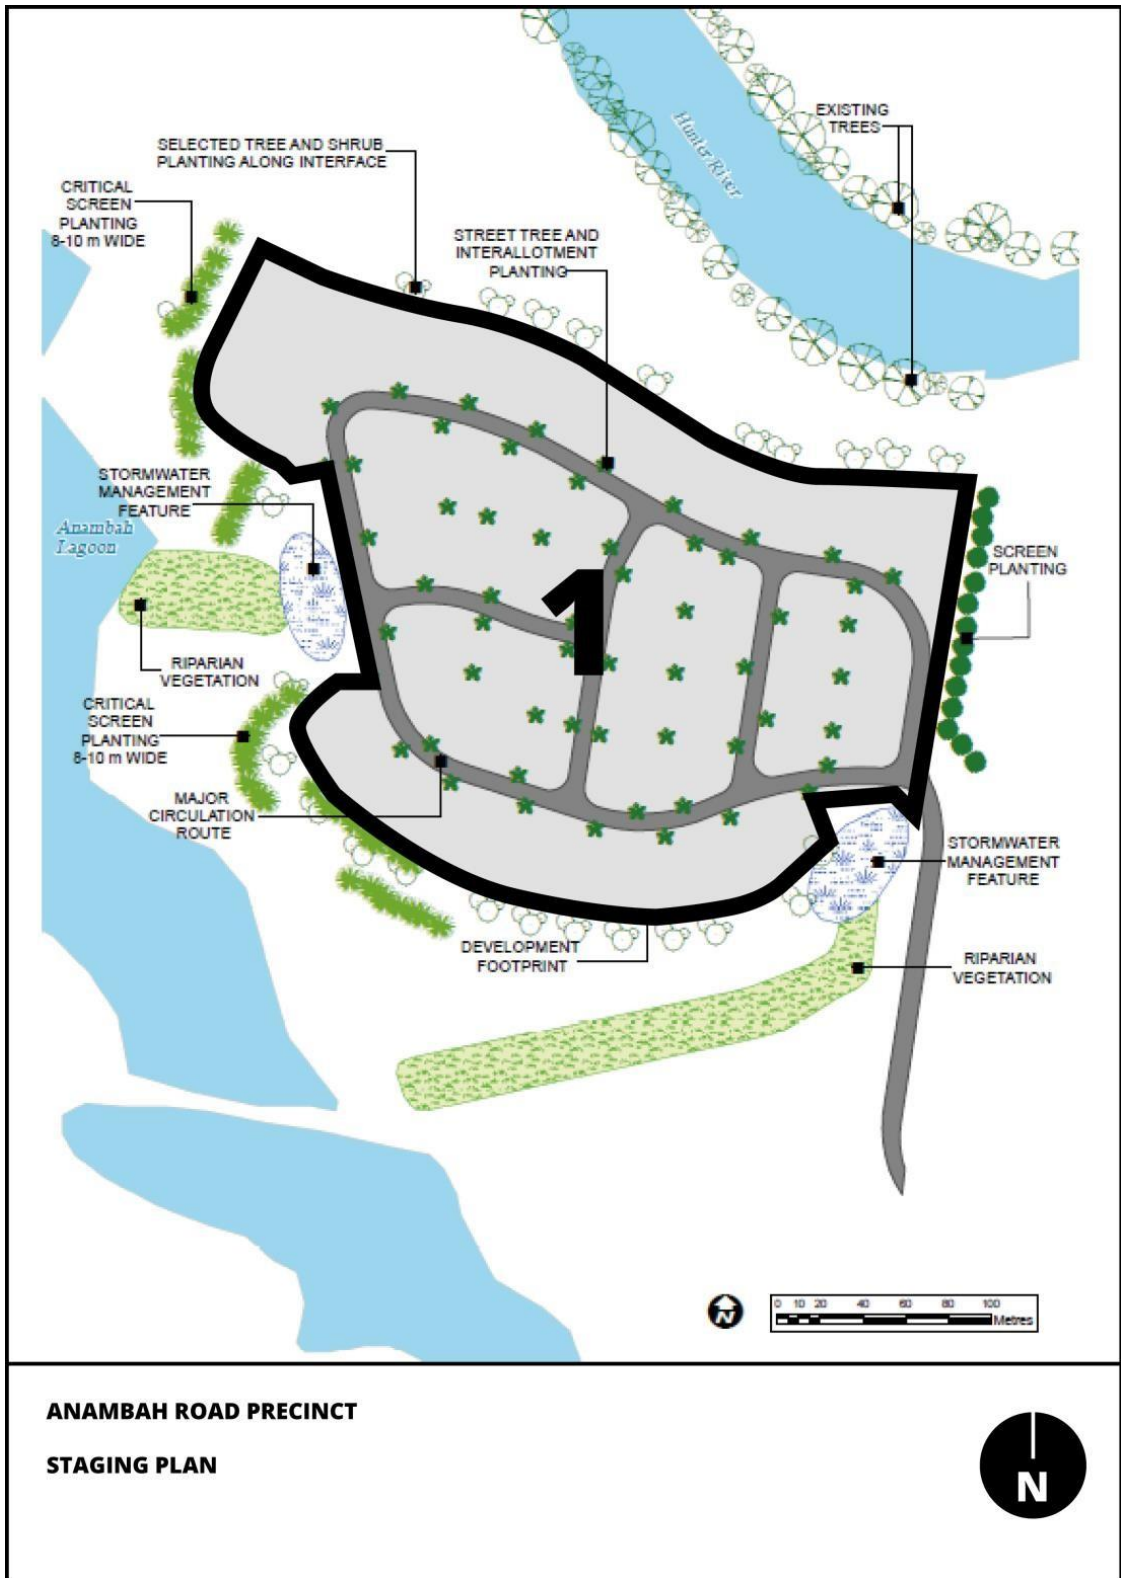 EXISTING
TREES
Hunter River
SELECTED TREE AND SHRUB
PLANTING ALONG INTERFACE
CRITICAL
SCREEN
PLANTING
8-10 m WIDE
STREET TREE AND
INTERALLOTMENT
PLANTING
STORMWATER
MANAGEMENT
FEATURE
Anambah
Lagoon
SCREEN
PLANTING
1
RIPARIAN
VEGETATION
CRITICAL
SCREEN
PLANTING
8-10 m WIDE
MAJOR
CIRCULATION
ROUTE
STORMWATER
MANAGEMENT
FEATURE
DEVELOPMENT
FOOTPRINT
RIPARIAN
VEGETATION
N
0 10 20 40 60 80 100
Metres
ANAMBAH ROAD PRECINCT
STAGING PLAN
N